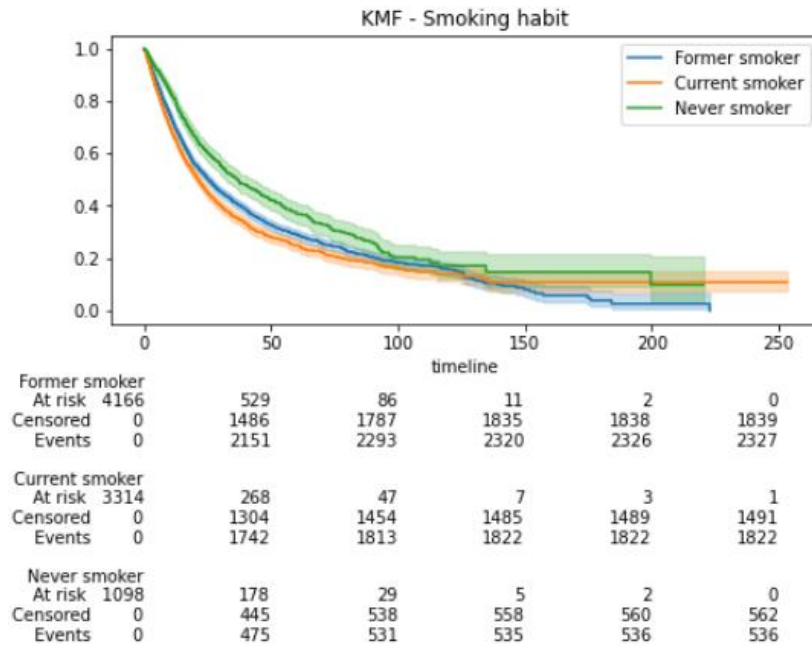 KMF - Smoking habit
1.0
0.8
0.6
0.4
0.2
0.0
Former smoker
Current smoker
Never smoker
0 50 100 150 200 250
timeline
Former smoker
At risk 4166 529 86 11 2 0
Censored 0 1486 1787 1835 1838 1839
Events 0 2151 2293 2320 2326 2327
Current smoker
At risk 3314 268 47 7 3 1
Censored 0 1304 1454 1485 1489 1491
Events 0 1742 1813 1822 1822 1822
Never smoker
At risk 1098 178 29 5 2 0
Censored 0 445 538 558 560 562
Events 0 475 531 535 536 536